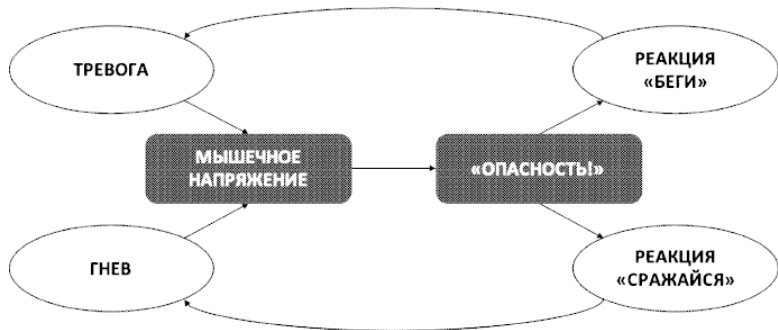 ТРЕВОГА
РЕАКЦИЯ
«БЕГИ»
МЫШЕЧНОЕ
НАПРЯЖЕНИЕ
«ОПАСНОСТЬ!»
ГНЕВ
РЕАКЦИЯ
«СРАЖАЙСЯ»